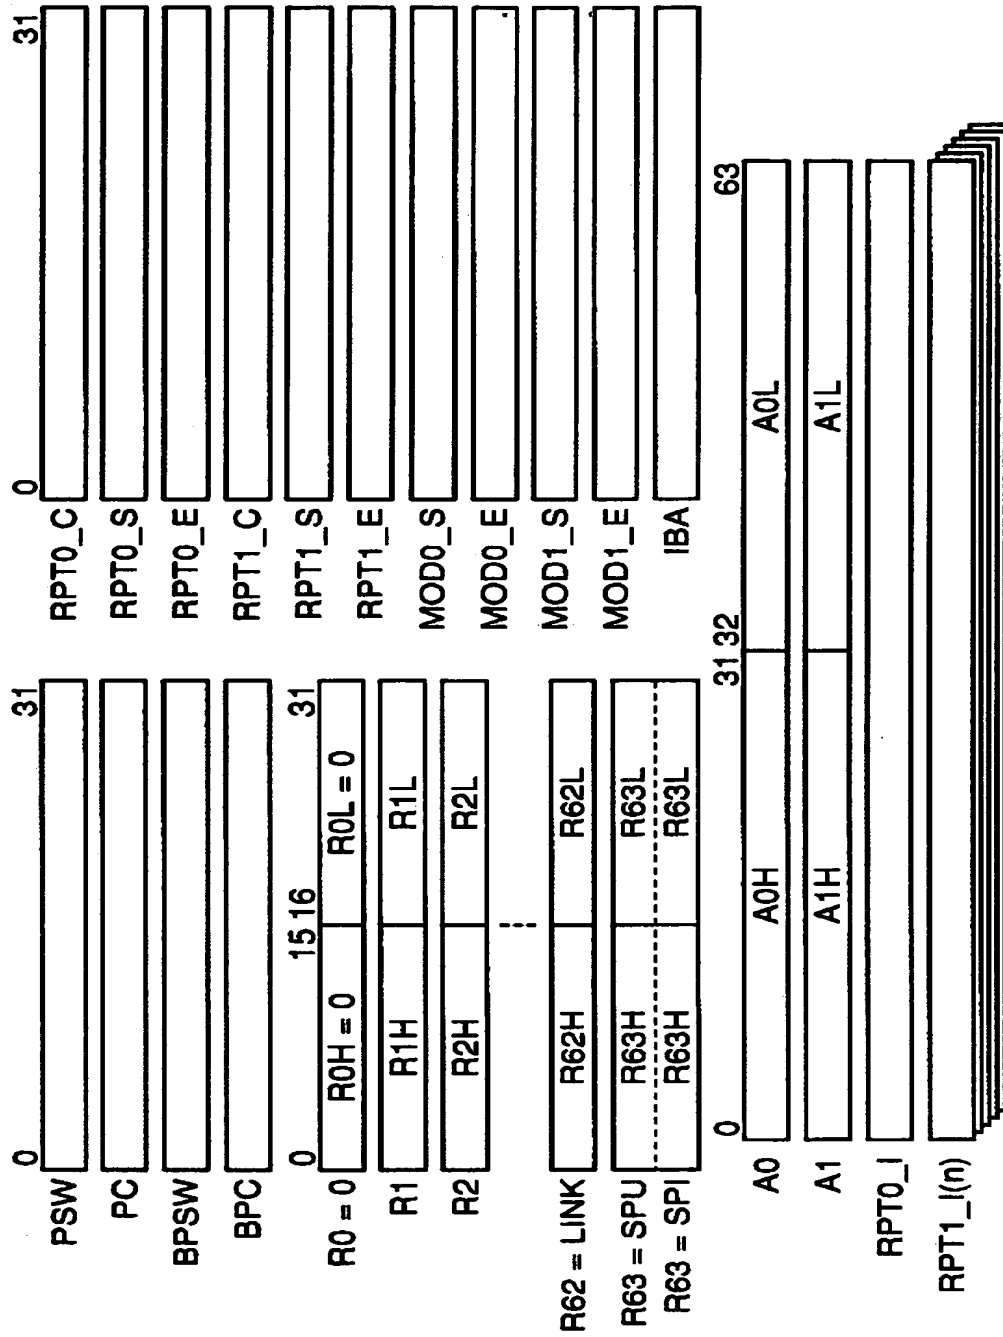 0 31
PSW
PC
BPSW
BPC
0 15 16 31
R0 = 0 R0H = 0 R0L = 0
R1 R1H R1L
R2 R2H R2L
R62 = LINK R62H R62L
R63 = SPU R63H R63L
R63 = SPI R63H R63L
0 31
RPT0_C
RPT0_S
RPT0_E
RPT1_C
RPT1_S
RPT1_E
MOD0_S
MOD0_E
MOD1_S
MOD1_E
IBA
0 31 32 63
A0 A0H A0L
A1 A1H A1L
RPT0_I
RPT1_I(n)